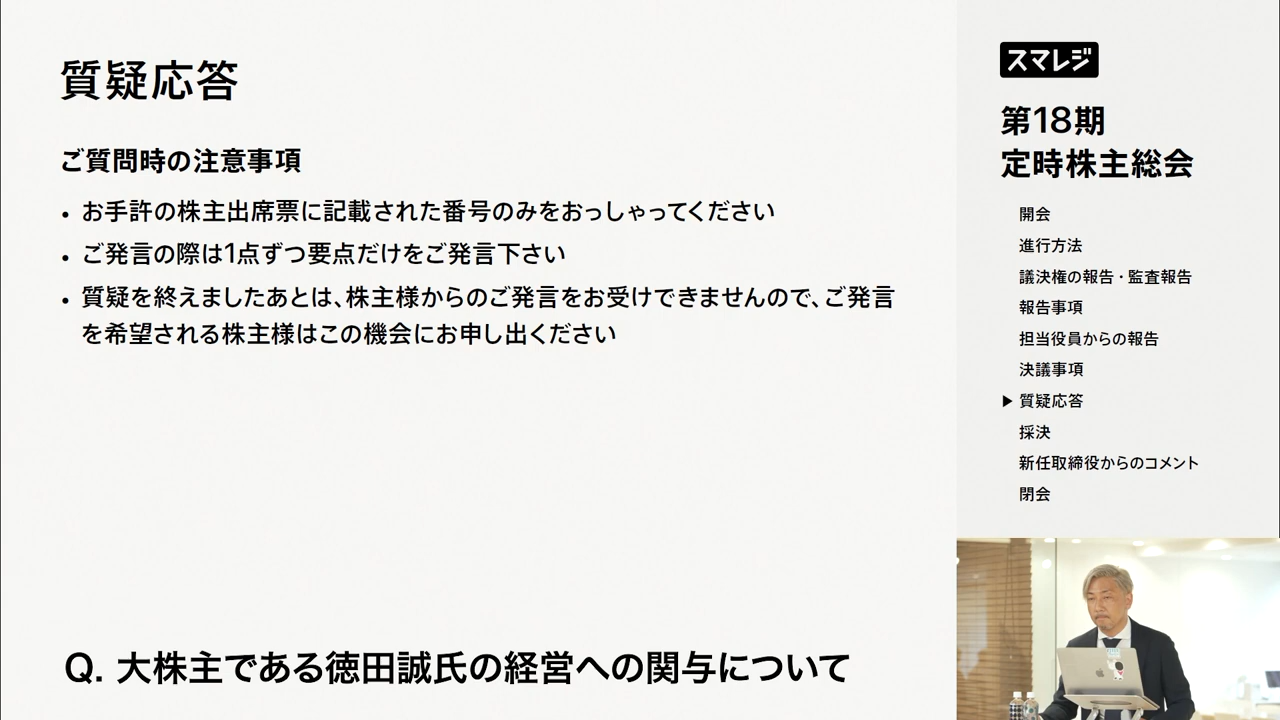 質疑応答
ご質問時の注意事項
• お手許の株主出席票に記載された番号のみをおっしゃってください
• ご発言の際は1点ずつ要点だけをご発言下さい
• 質疑を終えましたあとは、株主様からのご発言をお受けできませんので、ご発言
を希望される株主様はこの機会にお申し出ください
Q. 大株主である徳田誠氏の経営への関与について
スマレジ
第18期
定時株主総会
開会
進行方法
議決権の報告・監査報告
報告事項
担当役員からの報告
決議事項
▶ 質疑応答
採決
新任取締役からのコメント
閉会